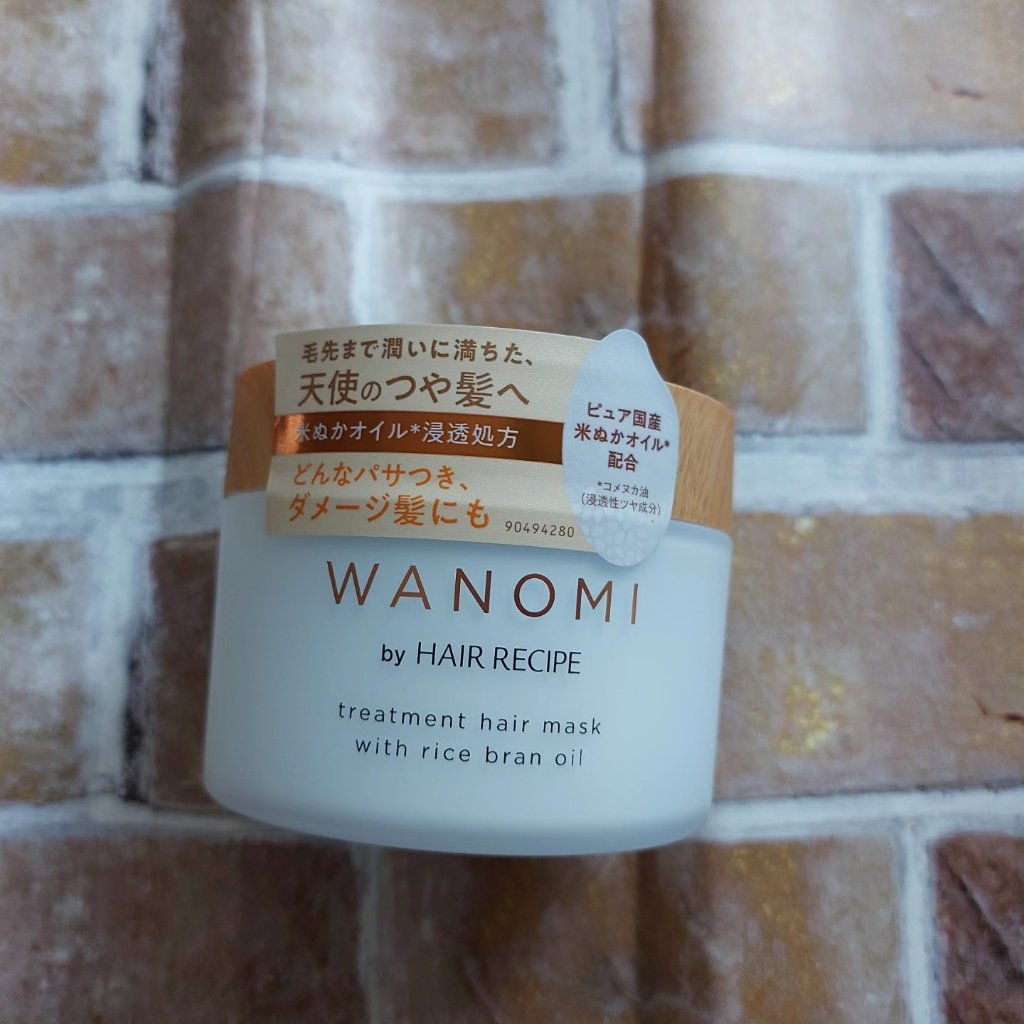 毛先まで潤いに満ちた、
天使のつや髪へ
米ぬかオイル*浸透処方
どんなパサつき、
ダメージ髪にも
90494280
ピュア国産
米ぬかオイル*
配合
*コメヌカ油
(浸透性ツヤ成分)
WANOMI
by HAIR RECIPE
treatment hair mask
with rice bran oil